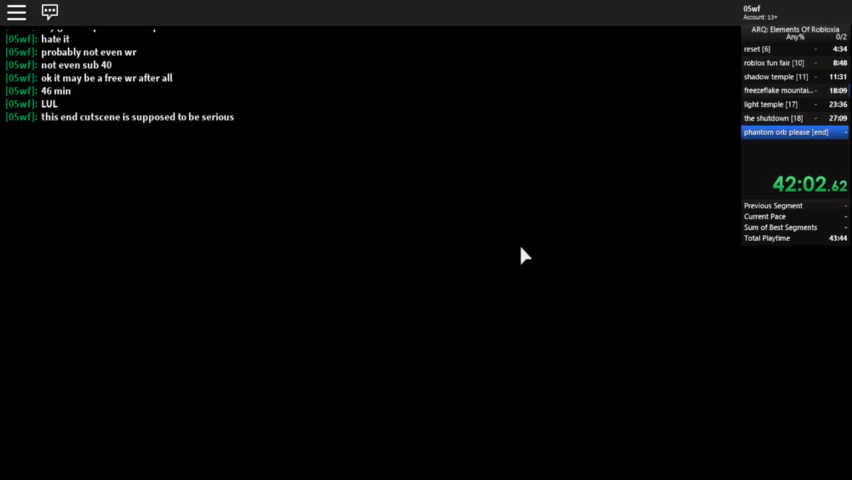 [05wf]: hate it
[05wf]: probably not even wr
[05wf]: not even sub 40
[05wf]: ok it may be a free wr after all
[05wf]: 46 min
[05wf]: LUL
[05wf]: this end cutscene is supposed to be serious
05wf
Account: 13+
ARQ: Elements Of Robloxia
Any% 0/2
reset [6] - 4:34
roblox fun fair [10] - 8:48
shadow temple [11] - 11:31
freezeflake mountai... - 18:09
light temple [17] - 23:36
the shutdown [18] - 27:09
phantom orb please [end] -
42:02.62
Previous Segment -
Current Pace -
Sum of Best Segments -
Total Playtime 43:44